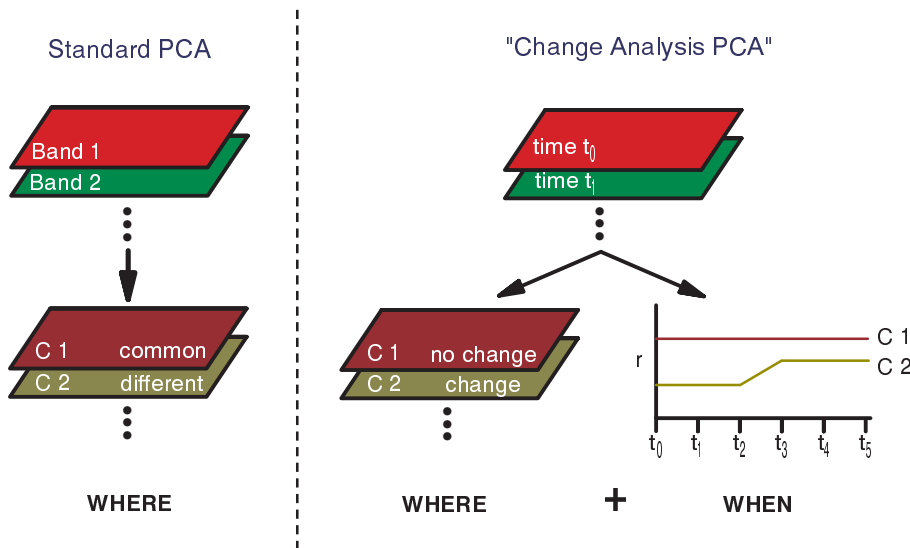 Standard PCA
Band 1
Band 2
C 1 common
C 2 different
WHERE
"Change Analysis PCA"
time t0
time t1
C 1 no change
C 2 change
r
C 1
C 2
t0 t1 t2 t3 t4 t5
WHERE + WHEN